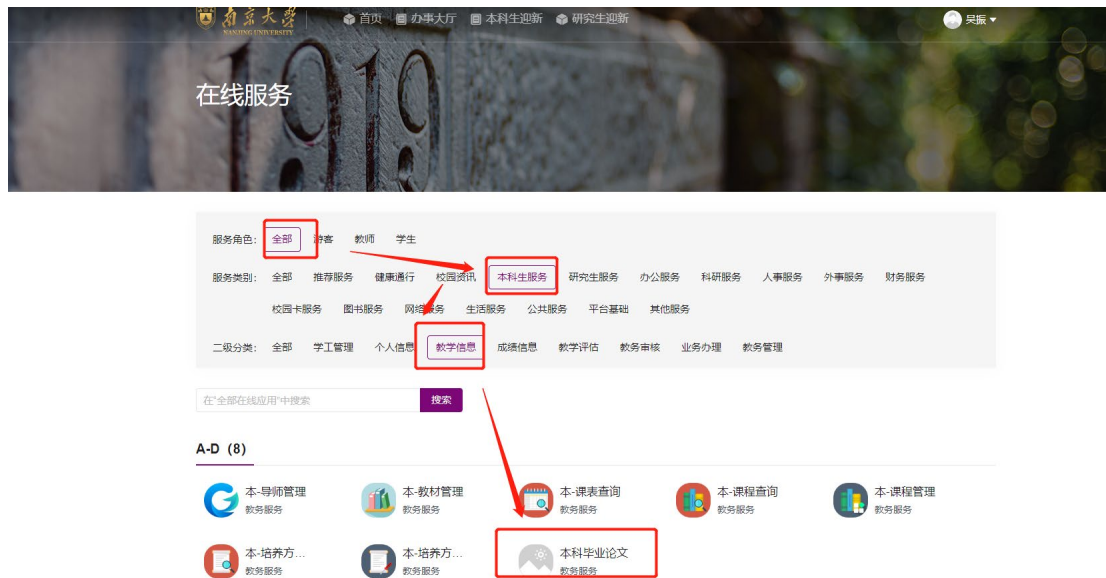 南京大学 首页 办事大厅 本科生迎新 研究生迎新 吴振
NANJING UNIVERSITY
在线服务
1919
服务角色: 全部 游客 教师 学生
服务类别: 全部 推荐服务 健康通行 校园资讯 本科生服务 研究生服务 办公服务 科研服务 人事服务 外事服务 财务服务
校园卡服务 图书服务 网络服务 生活服务 公共服务 平台基础 其他服务
二级分类: 全部 学工管理 个人信息 教学信息 成绩信息 教学评估 教务审核 业务办理 教务管理
在"全部在线应用"中搜索 搜索
A-D (8)
本-导师管理 本-教材管理 本-课表查询 本-课程查询 本-课程管理
教务服务 教务服务 教务服务 教务服务 教务服务
本-培养方... 本-培养方... 本科毕业论文
教务服务 教务服务 教务服务